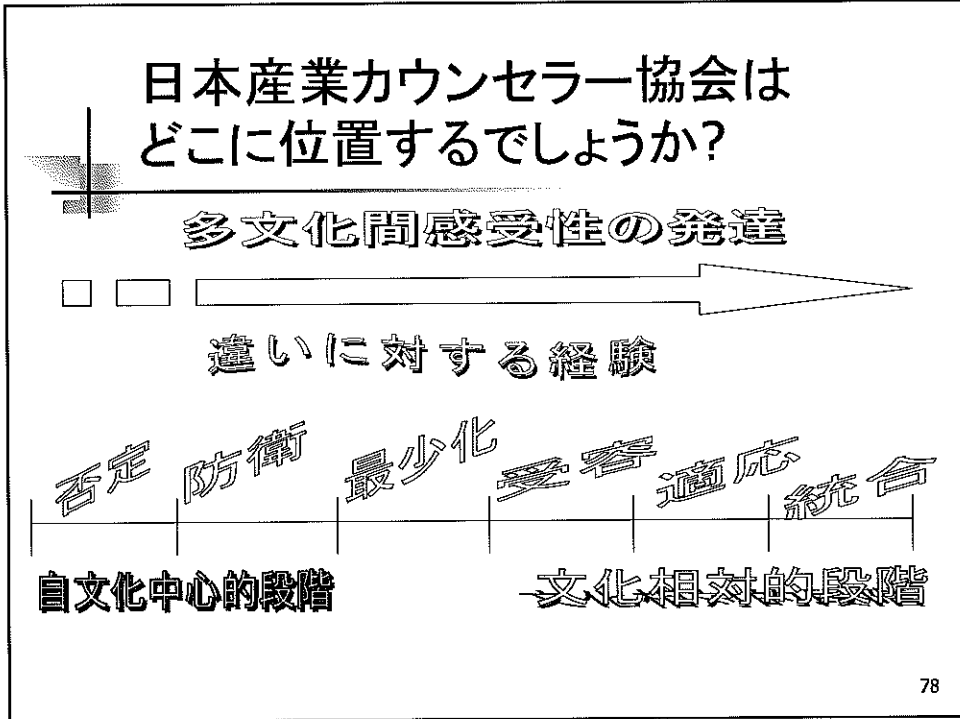 日本産業カウンセラー協会は
どこに位置するでしょうか?
多文化間感受性の発達
違いに対する経験
否定 防衛 最少化 受容 適応 統合
自文化中心的段階 文化相対的段階
78